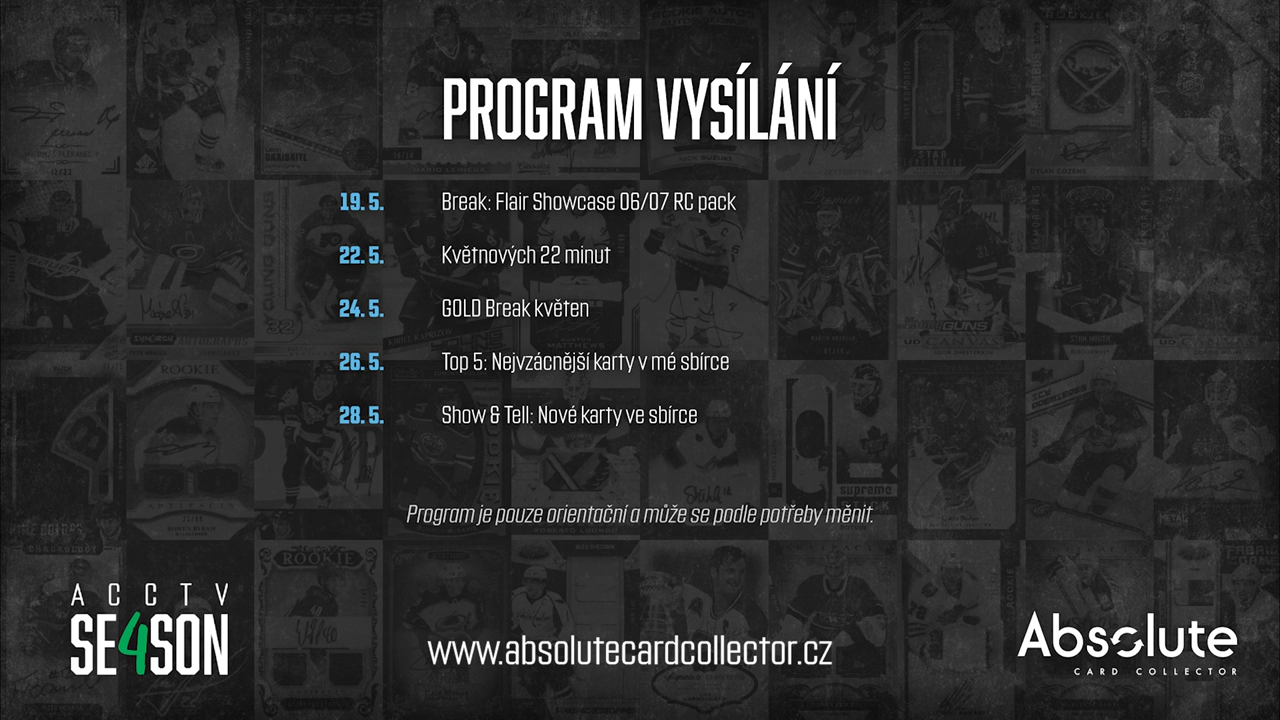 PROGRAM VYSÍLÁNÍ
19. 5. Break: Flair Showcase 06/07 RC pack
22. 5. Květnových 22 minut
24. 5. GOLD Break květen
26. 5. Top 5: Nejvzácnější karty v mé sbírce
28. 5. Show & Tell: Nové karty ve sbírce
Program je pouze orientační a může se podle potřeby měnit.
ACCTV
SE4SON
www.absolutecardcollector.cz
Absolute
CARD COLLECTOR